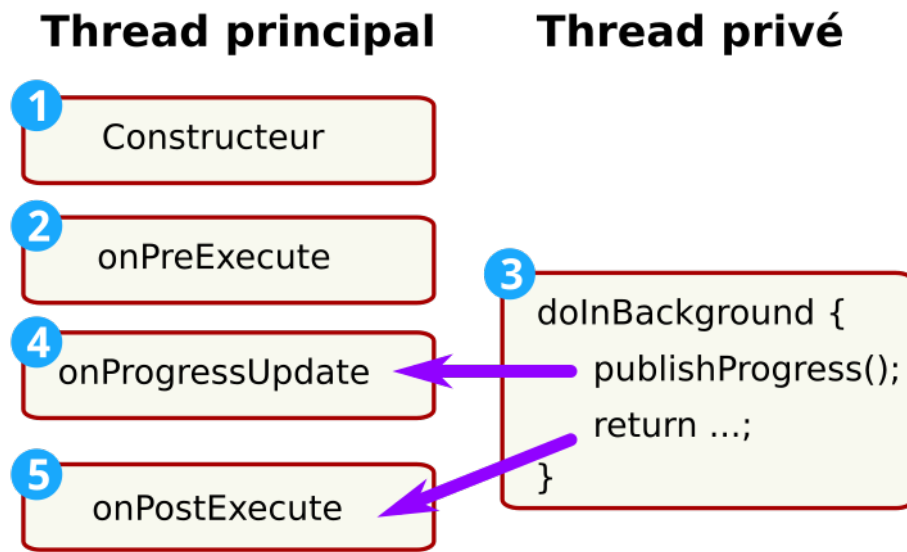 Thread principal
Thread privé
1
Constructeur
2
onPreExecute
3
doInBackground {
publishProgress();
return ...;
}
4
onProgressUpdate
5
onPostExecute